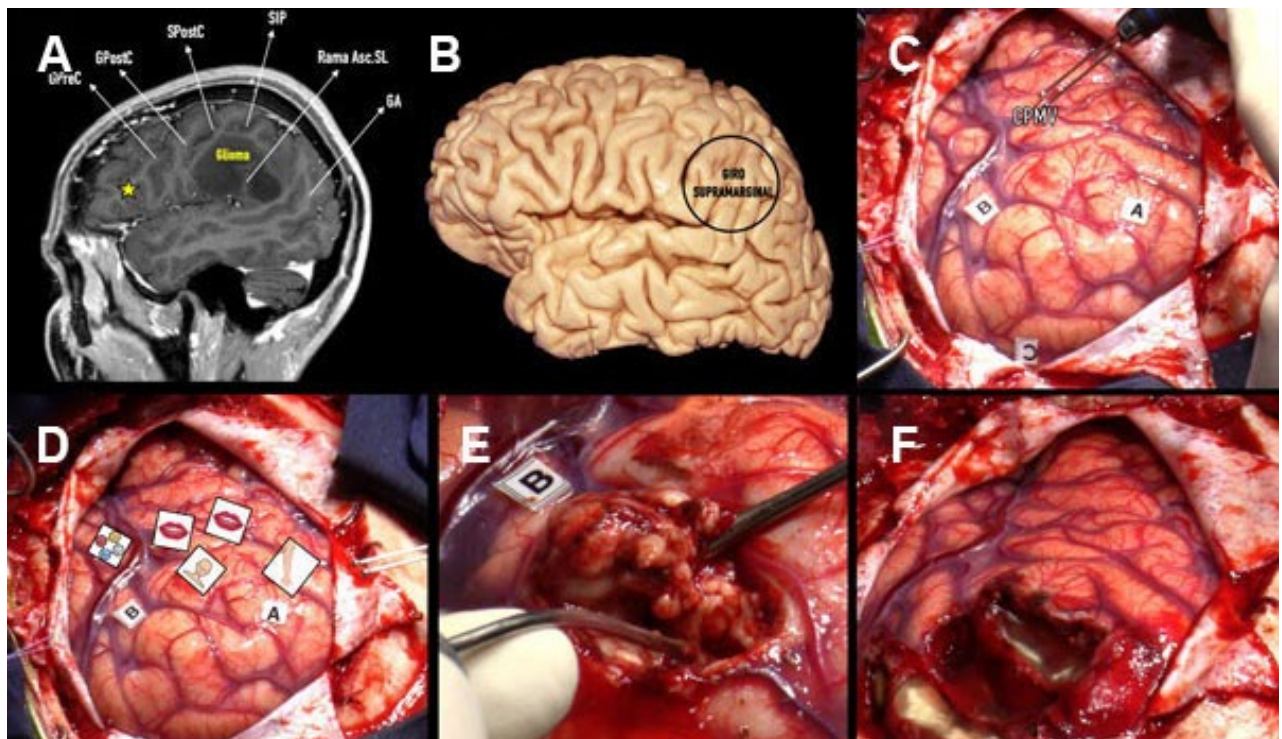 A
GPreC
GPostC
SPostC
SIP
Rama Asc.SL
GA
Glioma
B
GIRO
SUPRAMARGINAL
C
CPMV
B
A
C
D
B
A
E
B
F